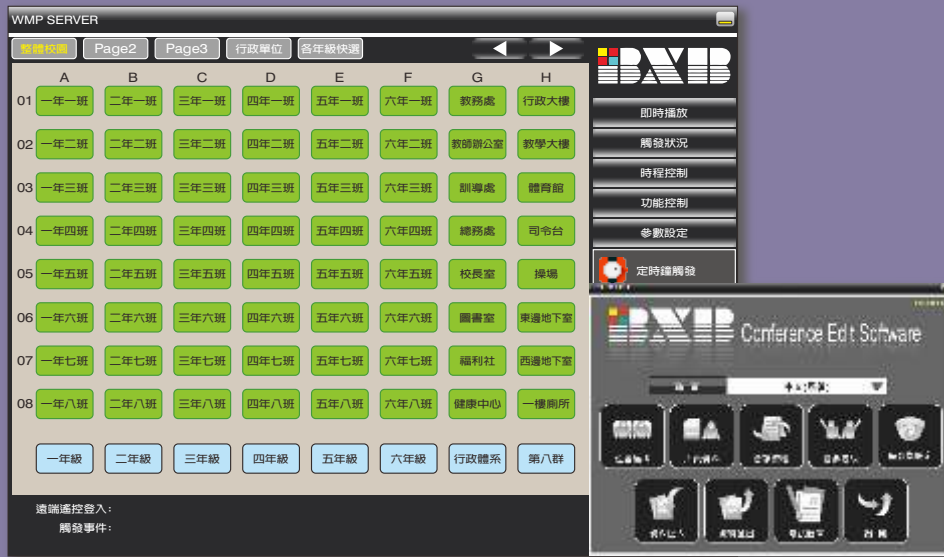 WMP SERVER
整體校園 Page2 Page3 行政單位 各年級快選
BXB
A B C D E F G H
01 一年一班 二年一班 三年一班 四年一班 五年一班 六年一班 教務處 行政大樓
02 一年二班 二年二班 三年二班 四年二班 五年二班 六年二班 教師辦公室 教學大樓
03 一年三班 二年三班 三年三班 四年三班 五年三班 六年三班 訓導處 體育館
04 一年四班 二年四班 三年四班 四年四班 五年四班 六年四班 總務處 司令台
05 一年五班 二年五班 三年五班 四年五班 五年五班 六年五班 校長室 操場
06 一年六班 二年六班 三年六班 四年六班 五年六班 六年六班 圖書室 東邊地下室
07 一年七班 二年七班 三年七班 四年七班 五年七班 六年七班 福利社 西邊地下室
08 一年八班 二年八班 三年八班 四年八班 五年八班 六年八班 健康中心 一樓廁所
一年級 二年級 三年級 四年級 五年級 六年級 行政體系 第八群
遠端遙控登入:
觸發事件:
即時播放
觸發狀況
時程控制
功能控制
參數設定
定時鐘觸發
BXB Conference Edit Software